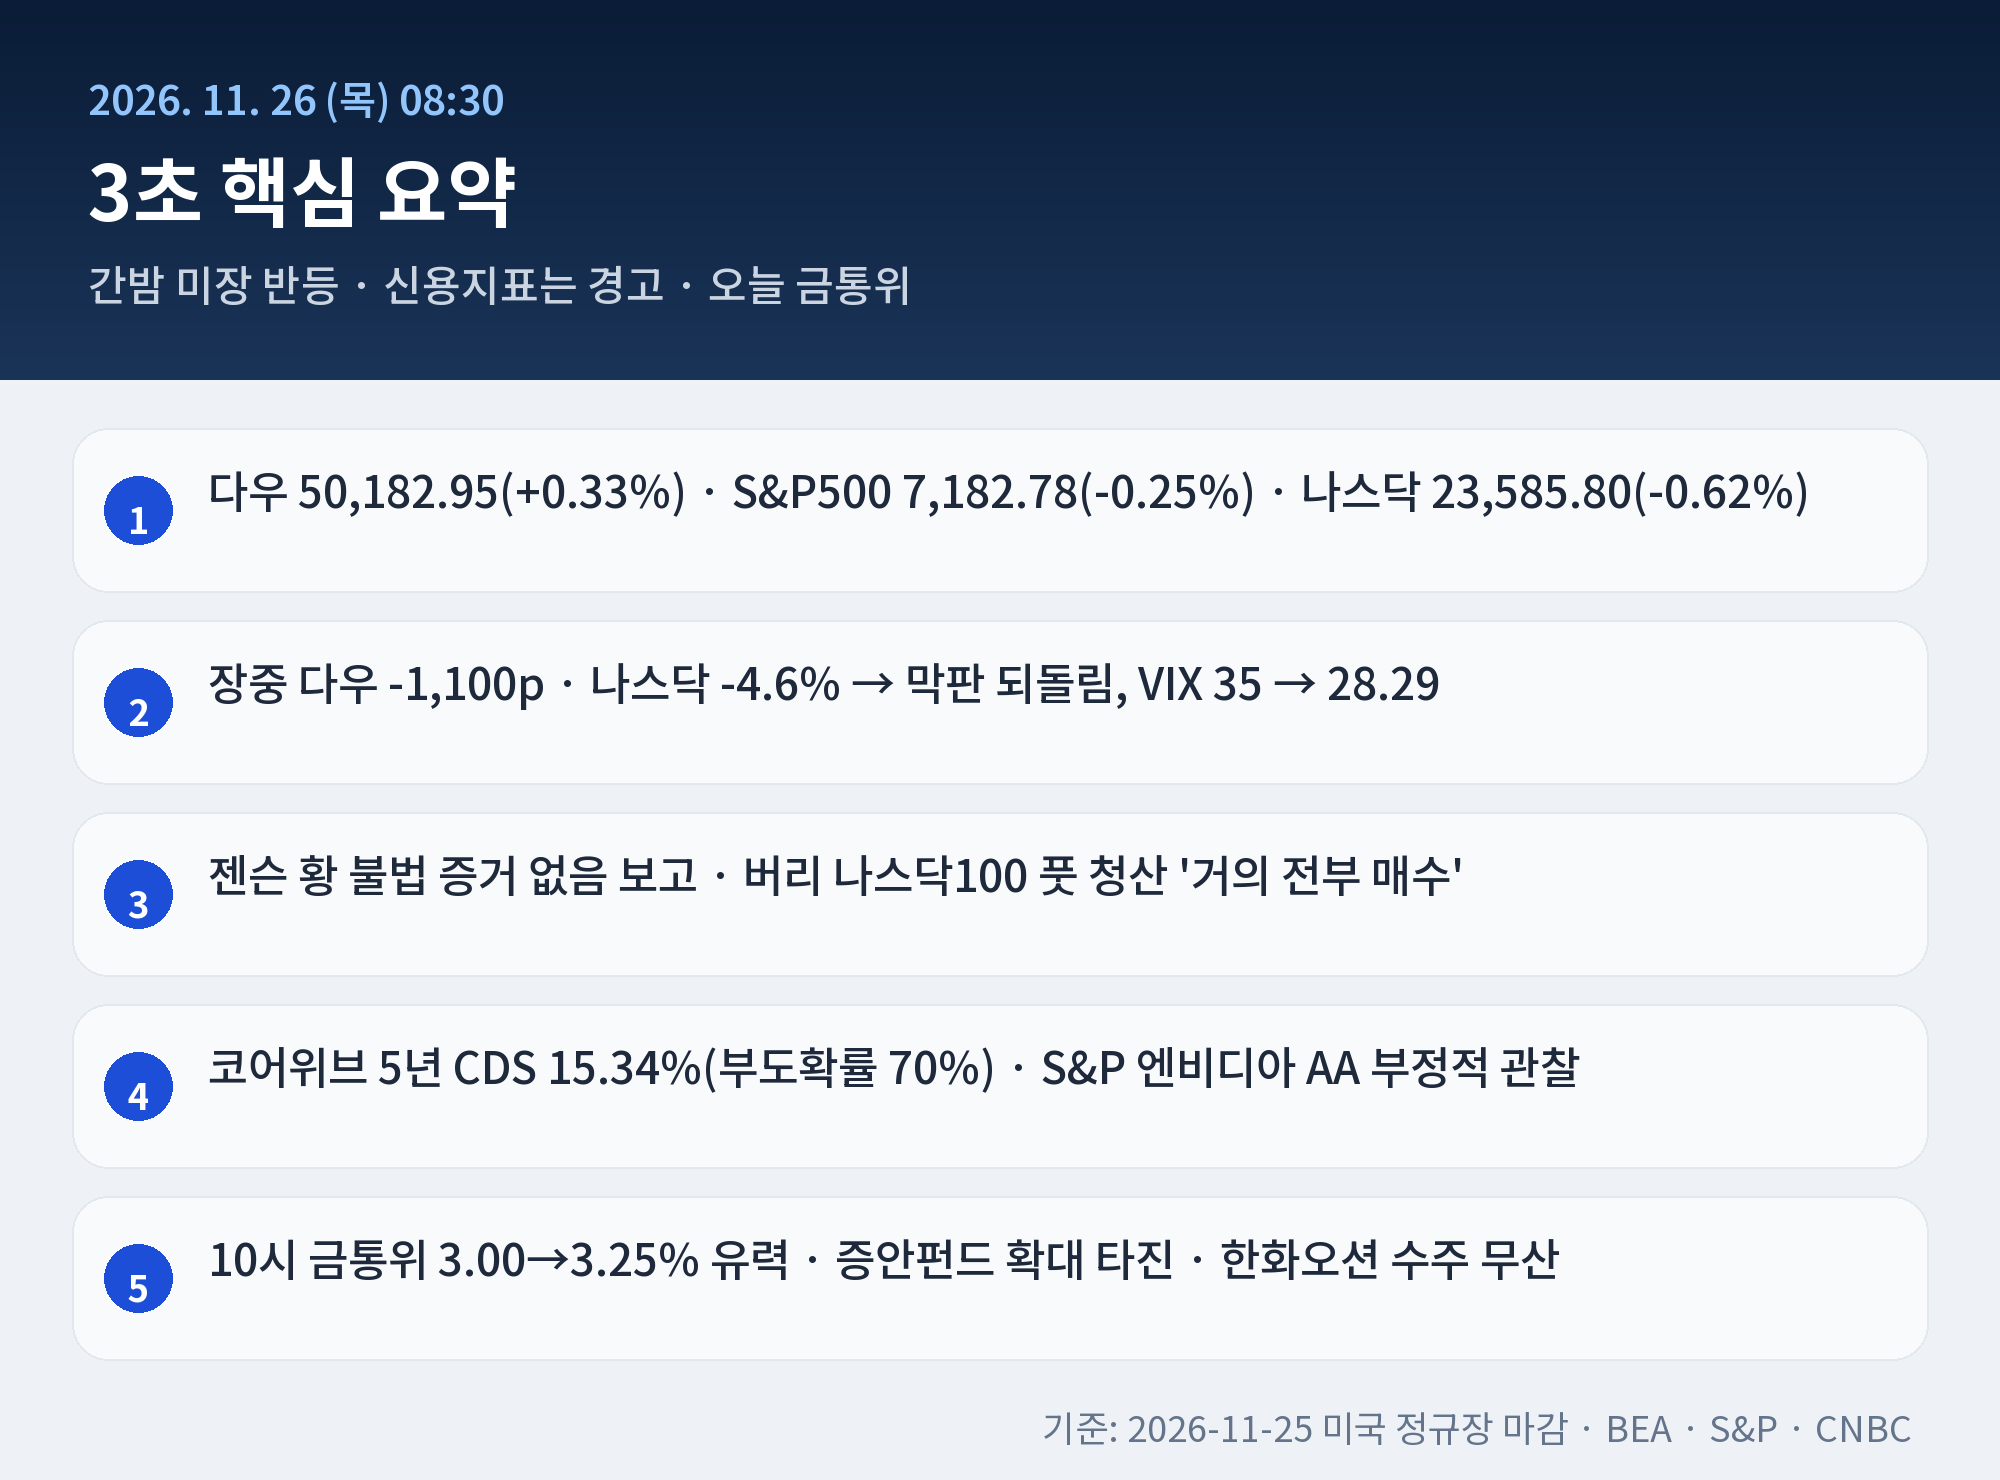 2026. 11. 26 (목) 08:30
3초 핵심 요약
간밤 미장 반등 · 신용지표는 경고 · 오늘 금통위
1 다우 50,182.95(+0.33%) · S&P500 7,182.78(-0.25%) · 나스닥 23,585.80(-0.62%)
2 장중 다우 -1,100p · 나스닥 -4.6% → 막판 되돌림, VIX 35 → 28.29
3 젠슨 황 불법 증거 없음 보고 · 버리 나스닥100 풋 청산 '거의 전부 매수'
4 코어위브 5년 CDS 15.34%(부도확률 70%) · S&P 엔비디아 AA 부정적 관찰
5 10시 금통위 3.00→3.25% 유력 · 증안펀드 확대 타진 · 한화오션 수주 무산
기준: 2026-11-25 미국 정규장 마감 · BEA · S&P · CNBC